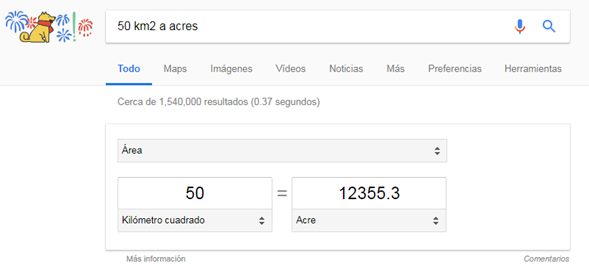 50 km2 a acres
Todo Maps Imágenes Vídeos Noticias Más Preferencias Herramientas
Cerca de 1,540,000 resultados (0.37 segundos)
Área
50 = 12355.3
Kilómetro cuadrado Acre
Más información Comentarios